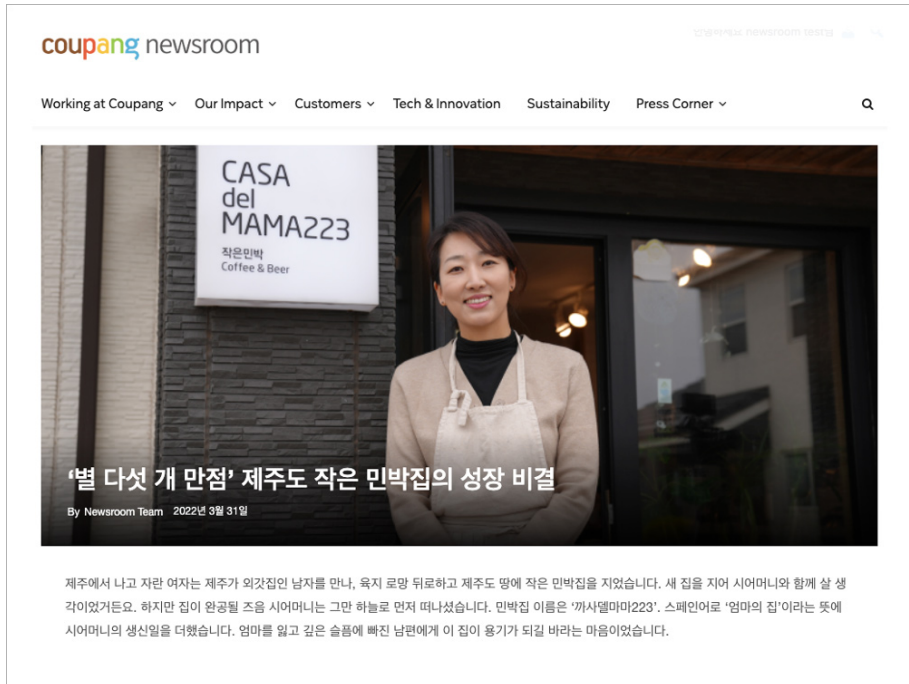 coupang newsroom
Working at Coupang Our Impact Customers Tech & Innovation Sustainability Press Corner
CASA
del
MAMA223
작은민박
Coffee & Beer
‘별 다섯 개 만점’ 제주도 작은 민박집의 성장 비결
By Newsroom Team 2022년 3월 31일
제주에서 나고 자란 여자는 제주가 외갓집인 남자를 만나, 육지 로망 뒤로하고 제주도 땅에 작은 민박집을 지었습니다. 새 집을 지어 시어머니와 함께 살 생
각이었거든요. 하지만 집이 완공될 즈음 시어머니는 그만 하늘로 먼저 떠나셨습니다. 민박집 이름은 ‘까사델마마223’. 스페인어로 ‘엄마의 집’이라는 뜻에
시어머니의 생신일을 더했습니다. 엄마를 잃고 깊은 슬픔에 빠진 남편에게 이 집이 용기가 되길 바라는 마음이었습니다.